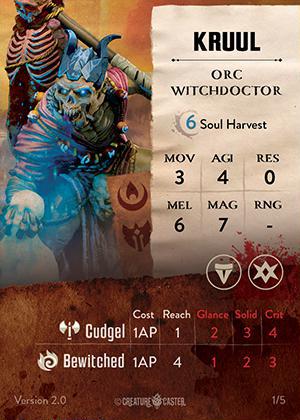 KRUUL
ORC
WITCHDOCTOR
6 Soul Harvest
MOV AGI RES
3 4 0
MEL MAG RNG
6 7 -
Cost Reach Glance Solid Crit
Cudgel 1AP 1 2 3 4
Bewitched 1AP 4 1 2 3
Version 2.0 ©CREATURE CASTER 1/5